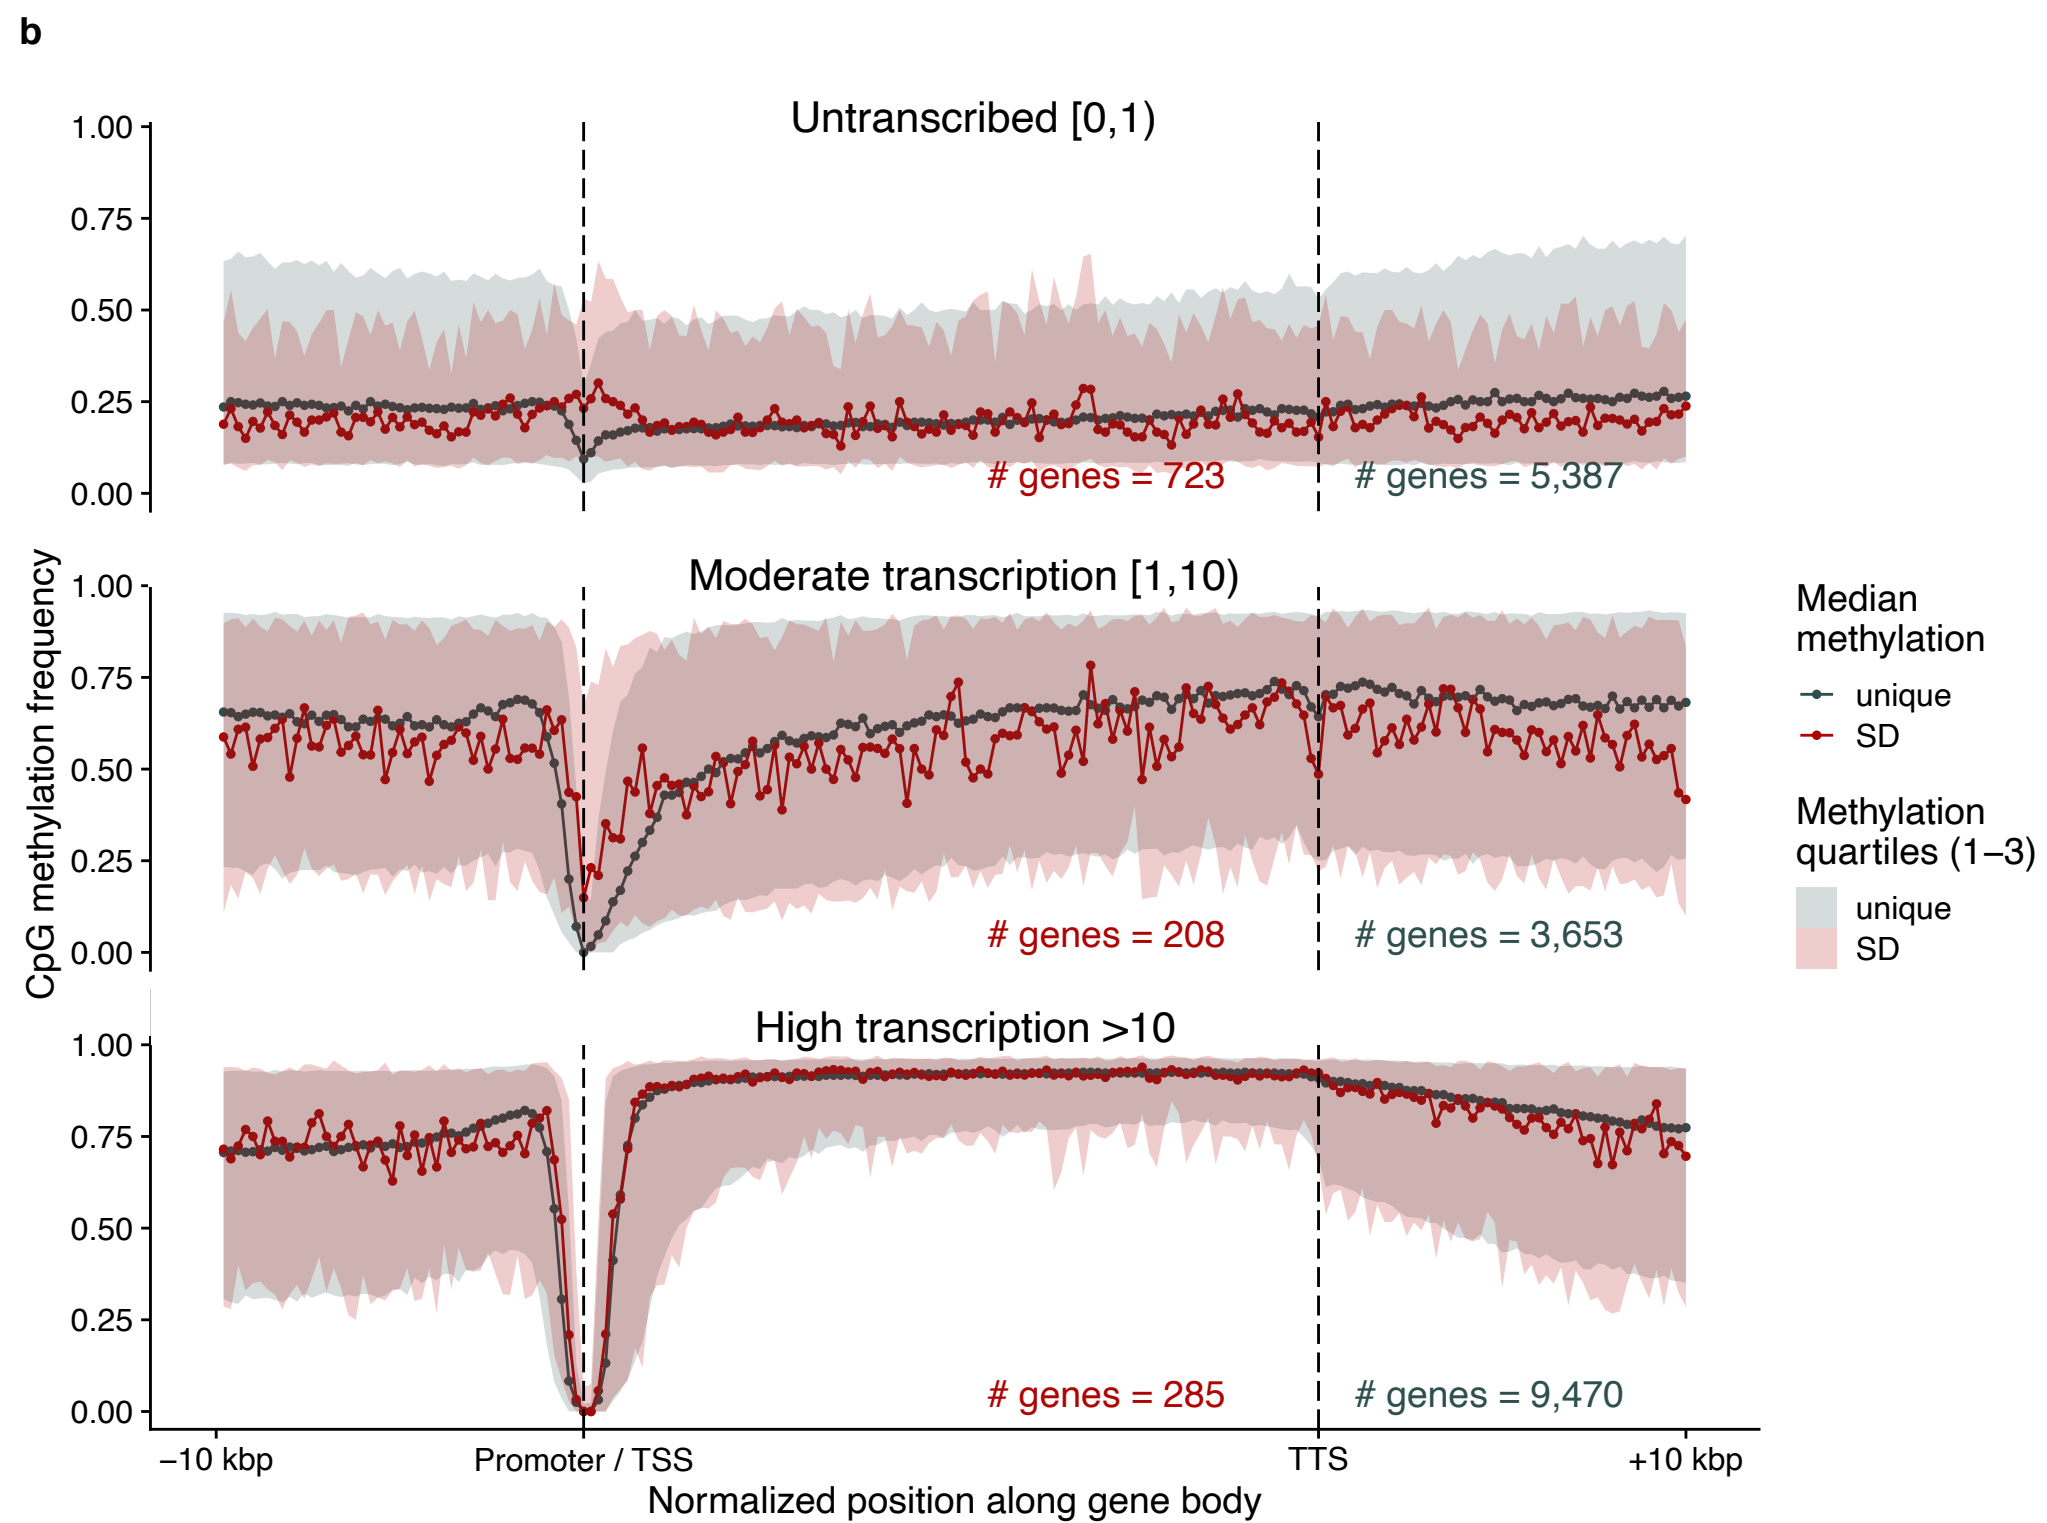 b
Untranscribed [0,1)
1.00
0.75
0.50
0.25
0.00
# genes = 723
# genes = 5,387
CpG methylation frequency
Moderate transcription [1,10)
1.00
0.75
0.50
0.25
0.00
# genes = 208
# genes = 3,653
High transcription >10
1.00
0.75
0.50
0.25
0.00
# genes = 285
# genes = 9,470
−10 kbp
Promoter / TSS
TTS
+10 kbp
Normalized position along gene body
Median
methylation
unique
SD
Methylation
quartiles (1−3)
unique
SD